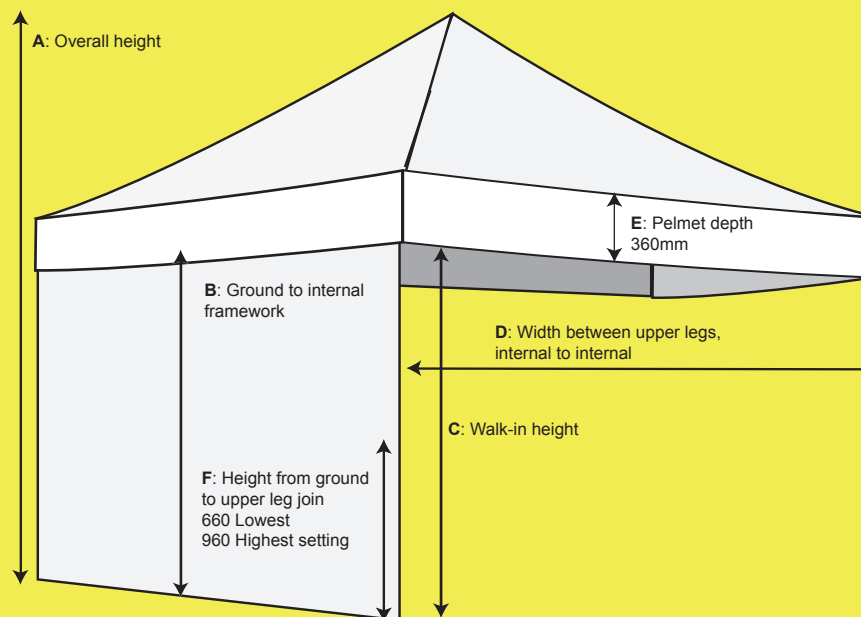 A: Overall height
E: Pelmet depth
360mm
B: Ground to internal
framework
D: Width between upper legs,
internal to internal
C: Walk-in height
F: Height from ground
to upper leg join
660 Lowest
960 Highest setting